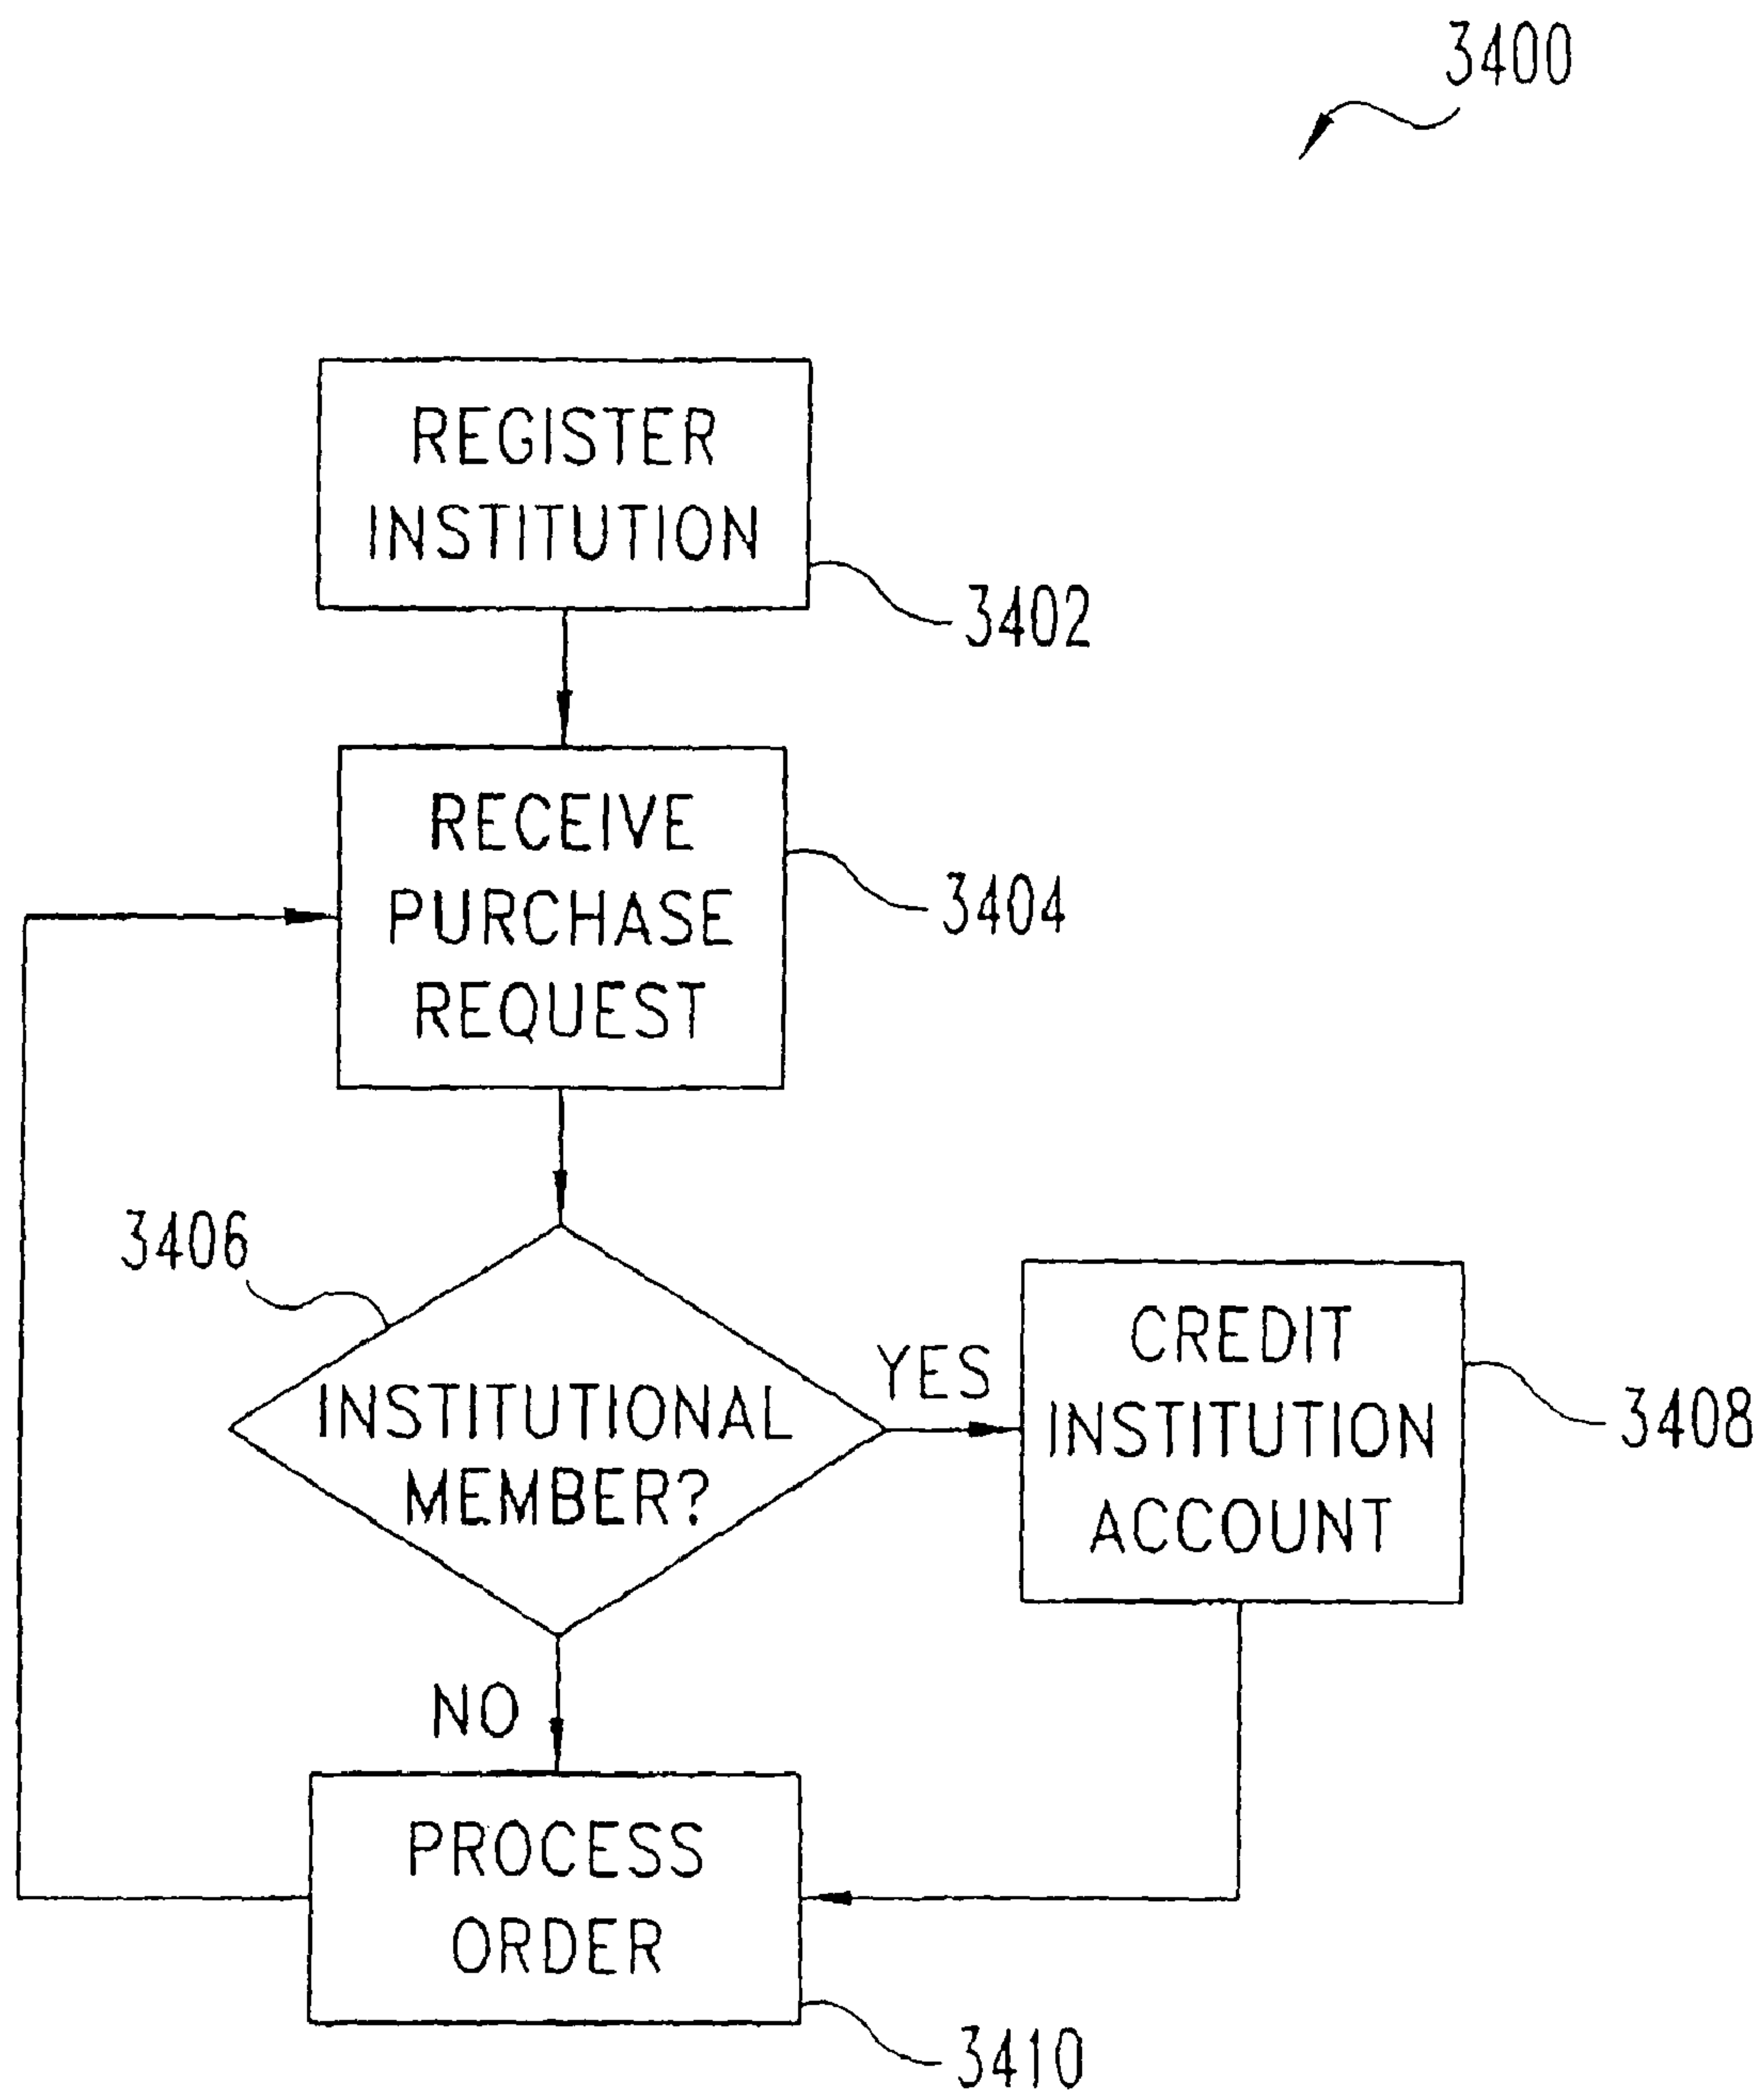 3400
REGISTER
INSTITUTION
3402
RECEIVE
PURCHASE
REQUEST
3404
3406
INSTITUTIONAL
MEMBER?
YES
CREDIT
INSTITUTION
ACCOUNT
3408
NO
PROCESS
ORDER
3410